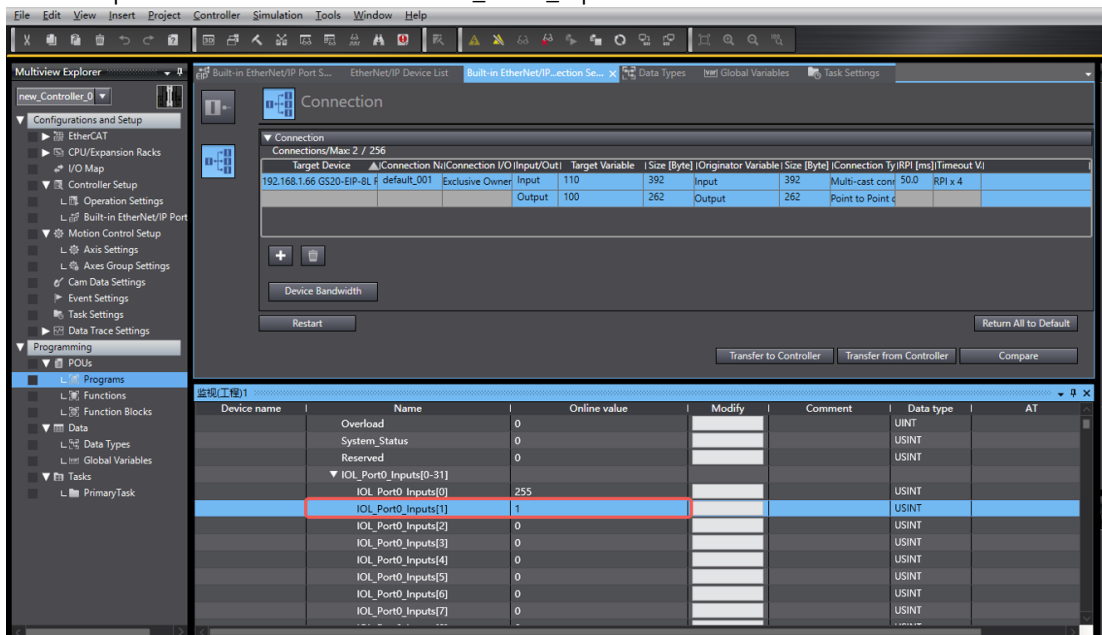 File Edit View Insert Project Controller Simulation Tools Window Help
Multiview Explorer
new_Controller_0
Configurations and Setup
EtherCAT
CPU/Expansion Racks
I/O Map
Controller Setup
Operation Settings
Built-in EtherNet/IP Port
Motion Control Setup
Axis Settings
Axes Group Settings
Cam Data Settings
Event Settings
Task Settings
Data Trace Settings
Programming
POUs
Programs
Functions
Function Blocks
Data
Data Types
Global Variables
Tasks
PrimaryTask
Built-in EtherNet/IP Port S... EtherNet/IP Device List Built-in EtherNet/IP...ection Se... Data Types Global Variables Task Settings
Connection
Connection
Connections/Max: 2 / 256
Target Device Connection Na Connection I/O Input/Out Target Variable Size [Byte] Originator Variable Size [Byte] Connection Ty RPI [ms] Timeout Va
192.168.1.66 GS20-EIP-8L default_001 Exclusive Owner Input 110 392 Input 392 Multi-cast conn 50.0 RPI x 4
Output 100 262 Output 262 Point to Point c
+
Device Bandwidth
Restart Return All to Default
Transfer to Controller Transfer from Controller Compare
监视(工程)1
Device name Name Online value Modify Comment Data type AT
Overload 0 UINT
System_Status 0 USINT
Reserved 0 USINT
IOL_Port0_Inputs[0-31]
IOL_Port0_Inputs[0] 255 USINT
IOL_Port0_Inputs[1] 1 USINT
IOL_Port0_Inputs[2] 0 USINT
IOL_Port0_Inputs[3] 0 USINT
IOL_Port0_Inputs[4] 0 USINT
IOL_Port0_Inputs[5] 0 USINT
IOL_Port0_Inputs[6] 0 USINT
IOL_Port0_Inputs[7] 0 USINT